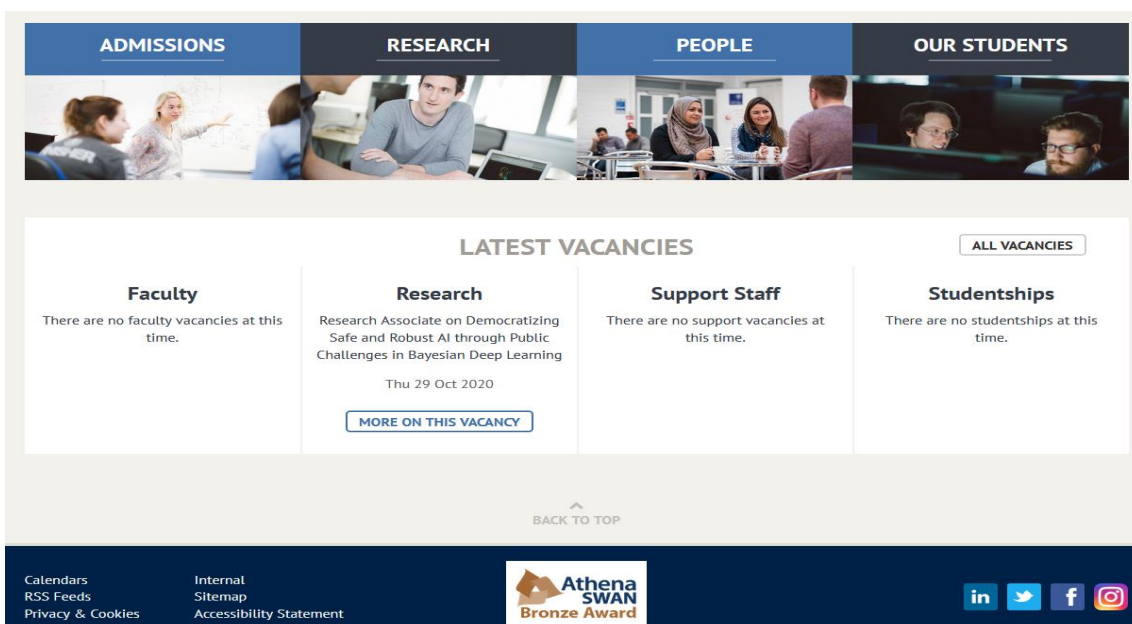 ADMISSIONS
RESEARCH
PEOPLE
OUR STUDENTS
LATEST VACANCIES
ALL VACANCIES
Faculty
There are no faculty vacancies at this
time.
Research
Research Associate on Democratizing
Safe and Robust AI through Public
Challenges in Bayesian Deep Learning
Thu 29 Oct 2020
MORE ON THIS VACANCY
Support Staff
There are no support vacancies at
this time.
Studentships
There are no studentships at this
time.
BACK TO TOP
Calendars
RSS Feeds
Privacy & Cookies
Internal
Sitemap
Accessibility Statement
Athena
SWAN
Bronze Award
in
f